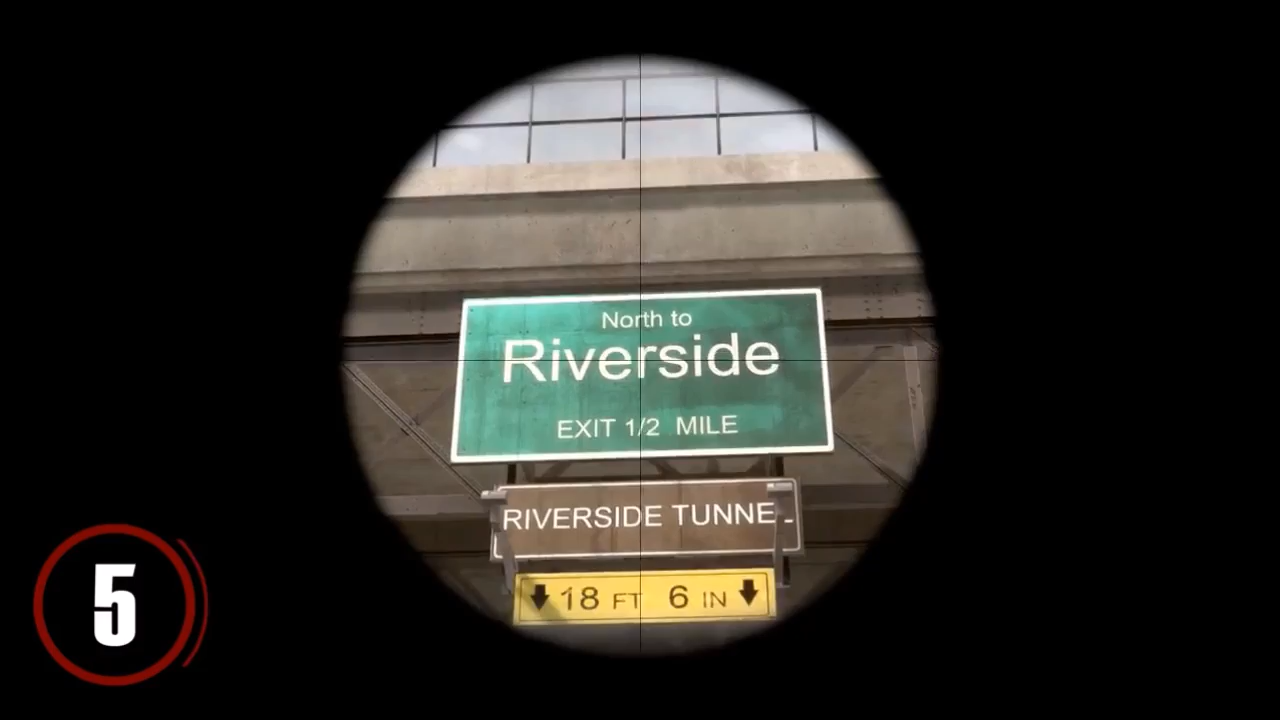 North to
Riverside
EXIT 1/2 MILE
RIVERSIDE TUNNEL
18 FT 6 IN
5